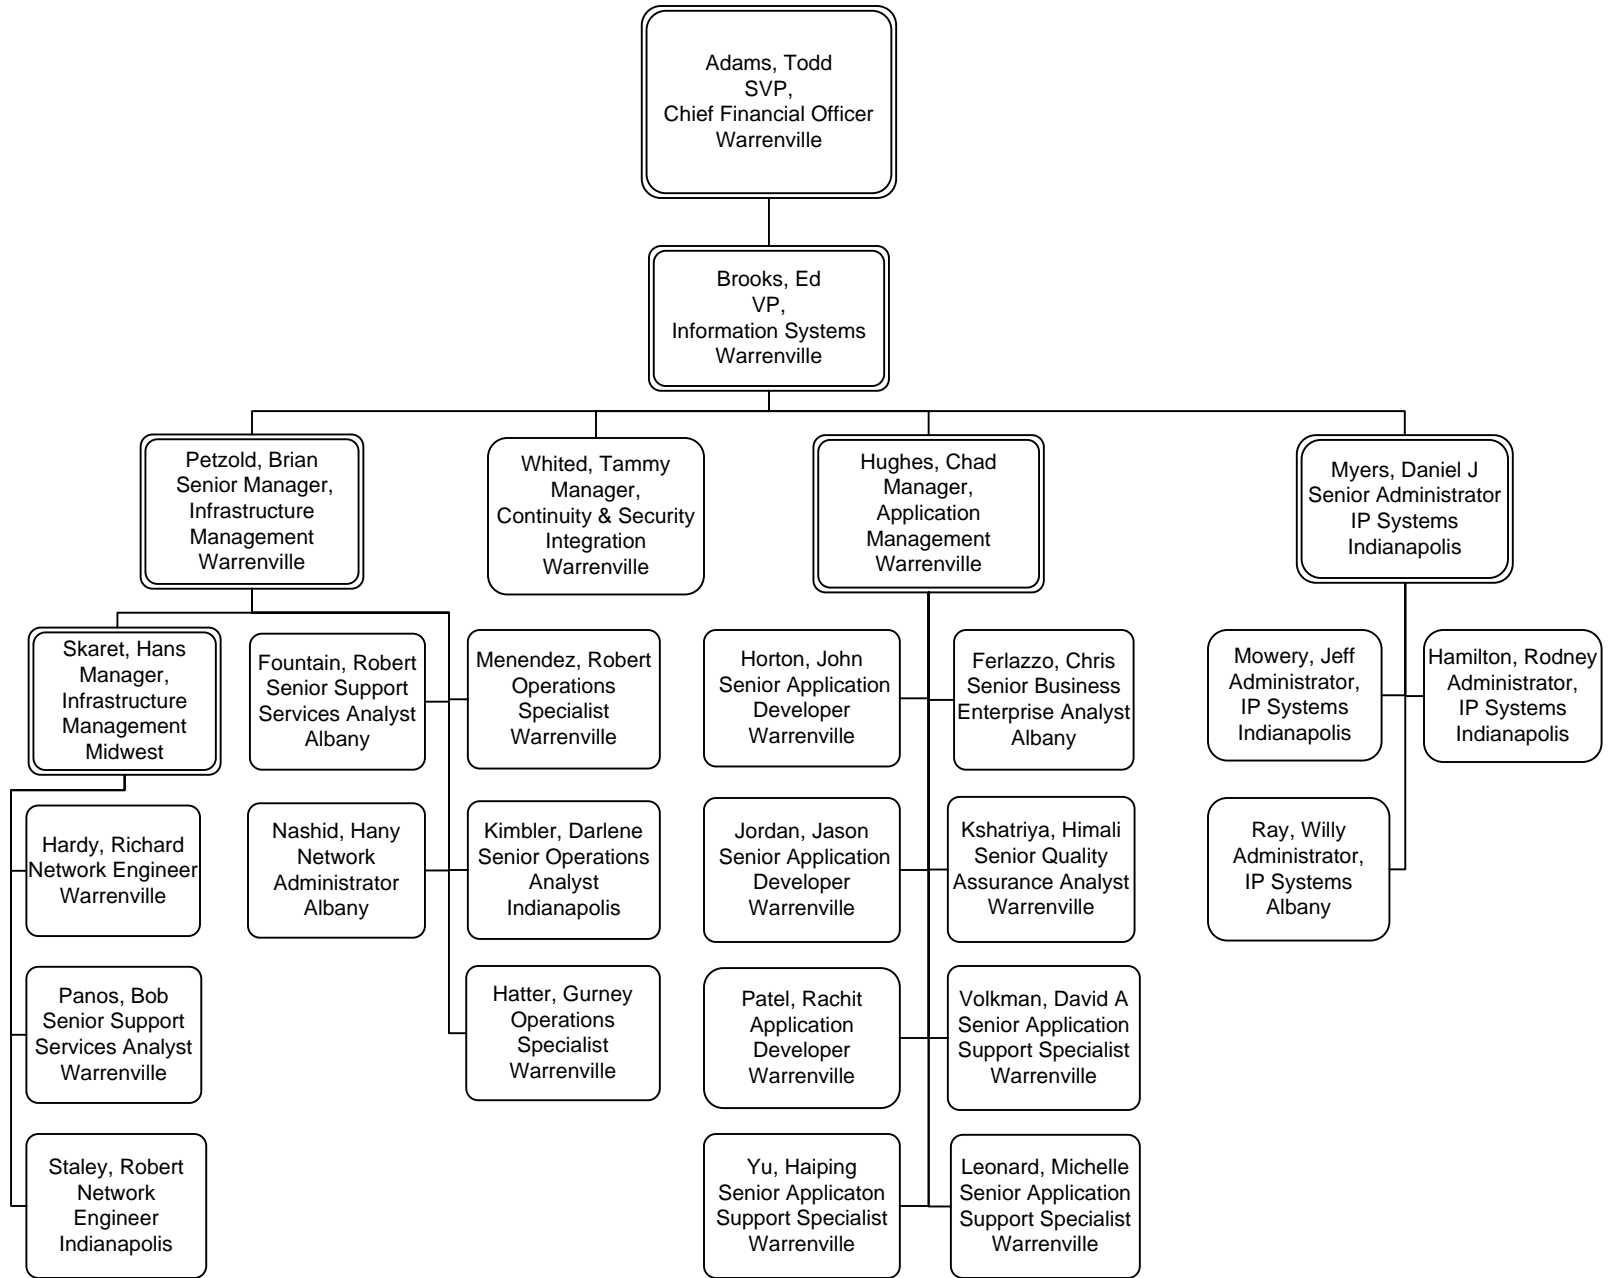 Adams, Todd
SVP,
Chief Financial Officer
Warrenville
Brooks, Ed
VP,
Information Systems
Warrenville
Petzold, Brian
Senior Manager,
Infrastructure
Management
Warrenville
Whited, Tammy
Manager,
Continuity & Security
Integration
Warrenville
Hughes, Chad
Manager,
Application
Management
Warrenville
Myers, Daniel J
Senior Administrator
IP Systems
Indianapolis
Skaret, Hans
Manager,
Infrastructure
Management
Midwest
Fountain, Robert
Senior Support
Services Analyst
Albany
Menendez, Robert
Operations
Specialist
Warrenville
Horton, John
Senior Application
Developer
Warrenville
Ferlazzo, Chris
Senior Business
Enterprise Analyst
Albany
Mowery, Jeff
Administrator,
IP Systems
Indianapolis
Hamilton, Rodney
Administrator,
IP Systems
Indianapolis
Hardy, Richard
Network Engineer
Warrenville
Nashid, Hany
Network
Administrator
Albany
Kimbler, Darlene
Senior Operations
Analyst
Indianapolis
Jordan, Jason
Senior Application
Developer
Warrenville
Kshatriya, Himali
Senior Quality
Assurance Analyst
Warrenville
Ray, Willy
Administrator,
IP Systems
Albany
Panos, Bob
Senior Support
Services Analyst
Warrenville
Hatter, Gurney
Operations
Specialist
Warrenville
Patel, Rachit
Application
Developer
Warrenville
Volkman, David A
Senior Application
Support Specialist
Warrenville
Staley, Robert
Network
Engineer
Indianapolis
Yu, Haiping
Senior Applicaton
Support Specialist
Warrenville
Leonard, Michelle
Senior Application
Support Specialist
Warrenville